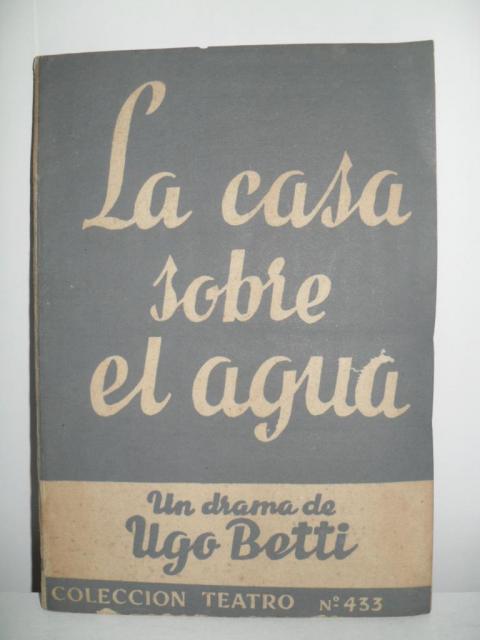 La casa
sobre
el agua
Un drama de
Ugo Betti
COLECCION TEATRO Nº 433